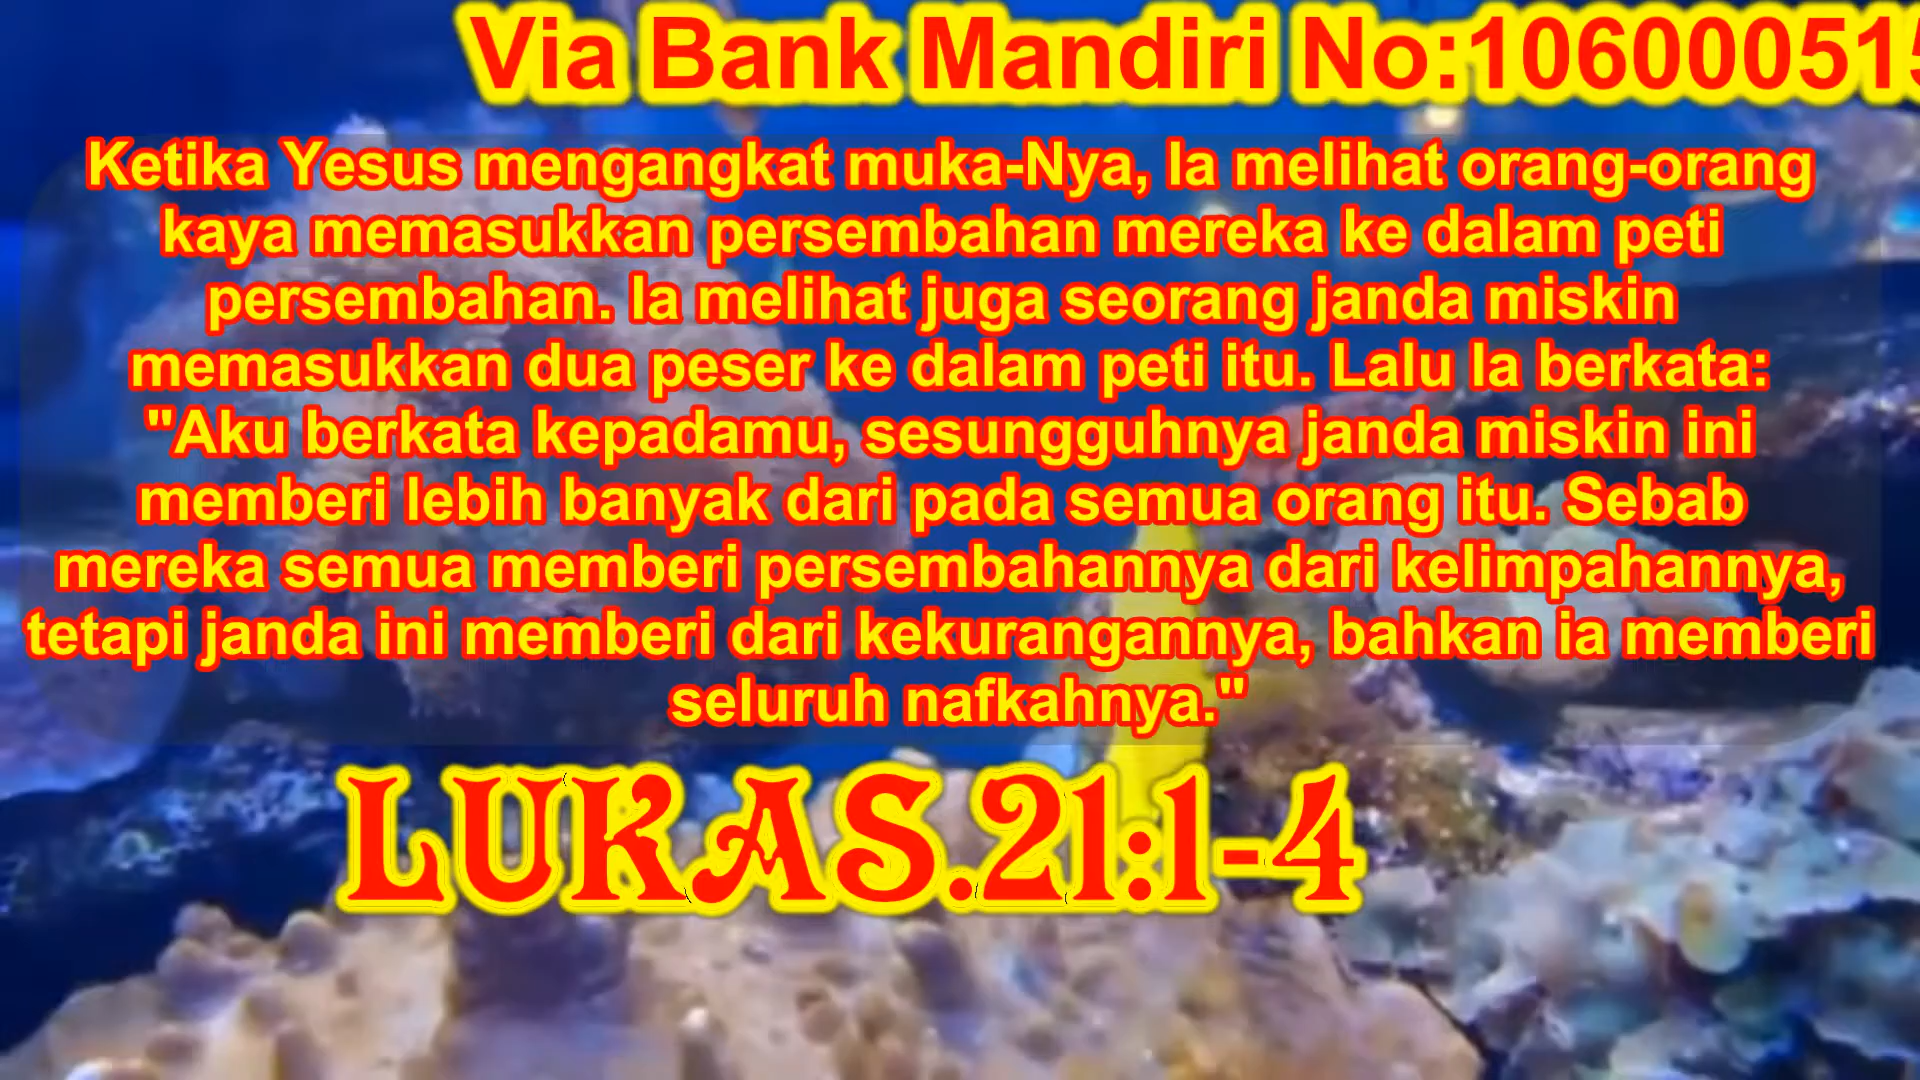 Via Bank Mandiri No:106000515
Ketika Yesus mengangkat muka-Nya, Ia melihat orang-orang
kaya memasukkan persembahan mereka ke dalam peti
persembahan. Ia melihat juga seorang janda miskin
memasukkan dua peser ke dalam peti itu. Lalu Ia berkata:
"Aku berkata kepadamu, sesungguhnya janda miskin ini
memberi lebih banyak dari pada semua orang itu. Sebab
mereka semua memberi persembahannya dari kelimpahannya,
tetapi janda ini memberi dari kekurangannya, bahkan ia memberi
seluruh nafkahnya."
LUKAS.21:1-4